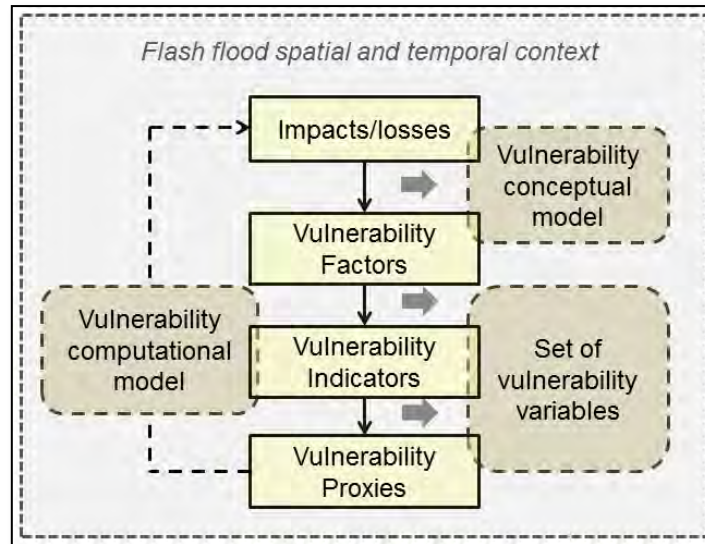 Flash flood spatial and temporal context
Impacts/losses
Vulnerability
conceptual
model
Vulnerability
Factors
Vulnerability
computational
model
Vulnerability
Indicators
Set of
vulnerability
variables
Vulnerability
Proxies